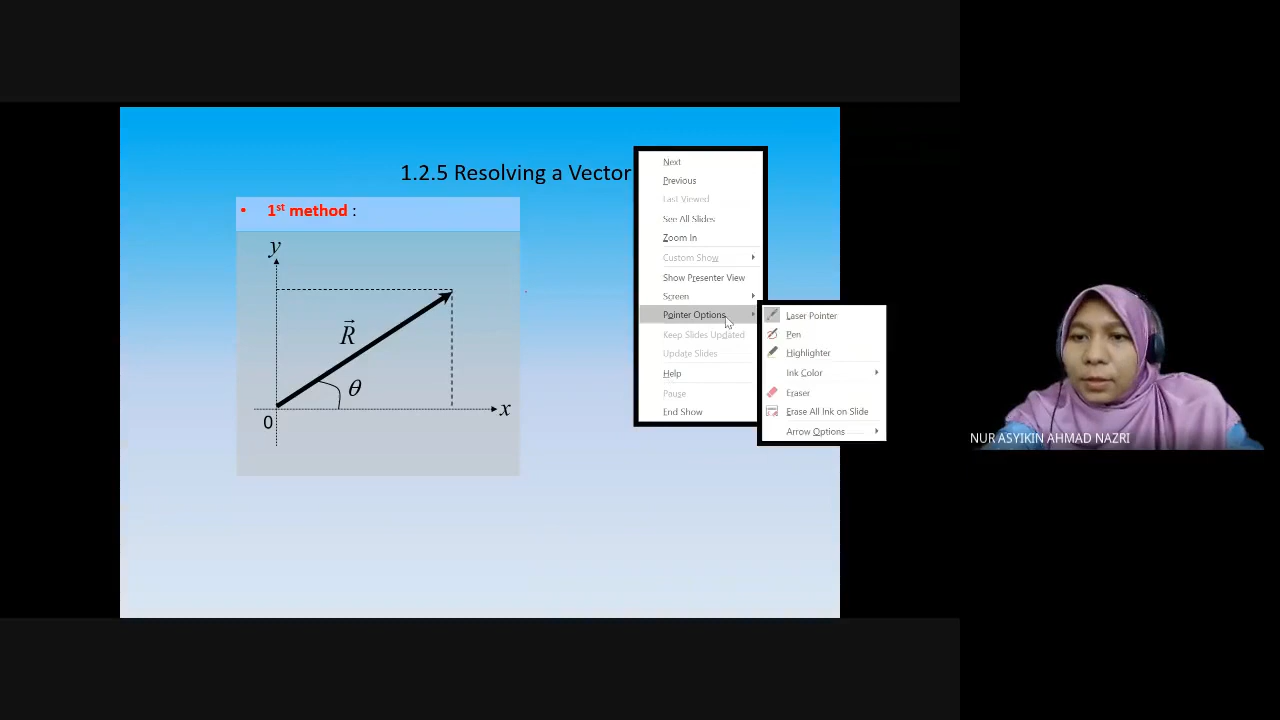 1.2.5 Resolving a Vector
• 1st method :
y
R⃗
θ
x
0
Next
Previous
Last Viewed
See All Slides
Zoom In
Custom Show
Show Presenter View
Screen
Pointer Options
Keep Slides Updated
Update Slides
Help
Pause
End Show
Laser Pointer
Pen
Highlighter
Ink Color
Eraser
Erase All Ink on Slide
Arrow Options
NUR ASYIKIN AHMAD NAZRI